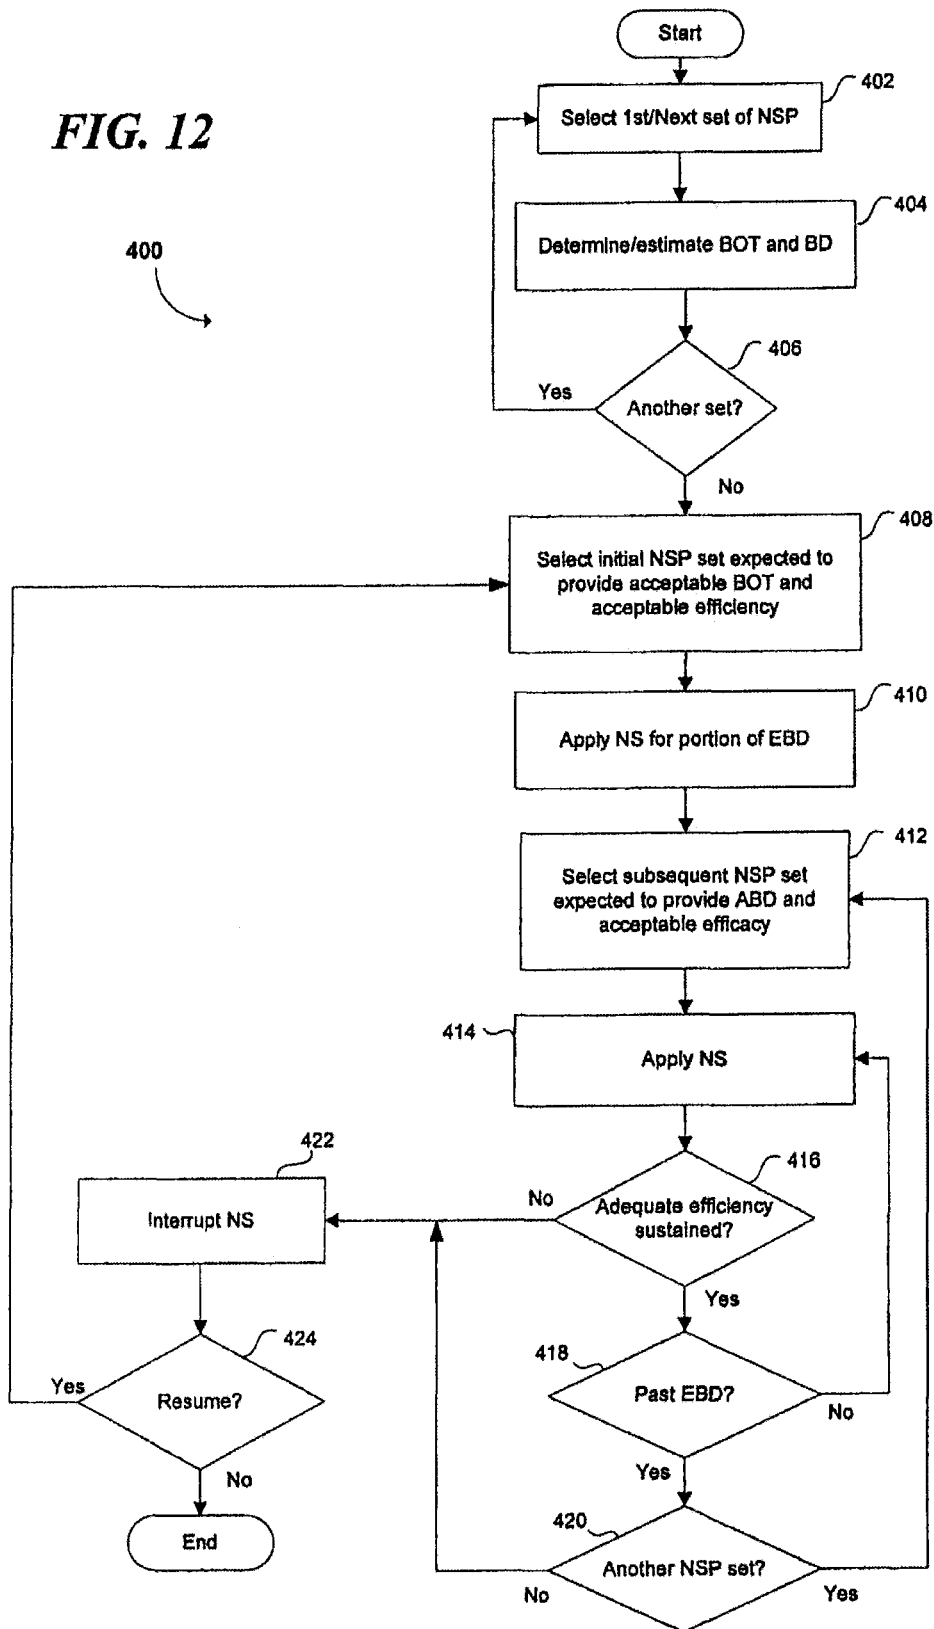 Start
402
FIG. 12
Select 1st/Next set of NSP
404
Determine/estimate BOT and BD
400
406
Another set?
Yes
No
408
Select initial NSP set expected to
provide acceptable BOT and
acceptable efficiency
410
Apply NS for portion of EBD
412
Select subsequent NSP set
expected to provide ABD and
acceptable efficacy
414
Apply NS
416
Adequate efficiency
sustained?
No
Yes
422
Interrupt NS
418
Past EBD?
No
Yes
424
Resume?
Yes
No
End
420
Another NSP set?
No
Yes